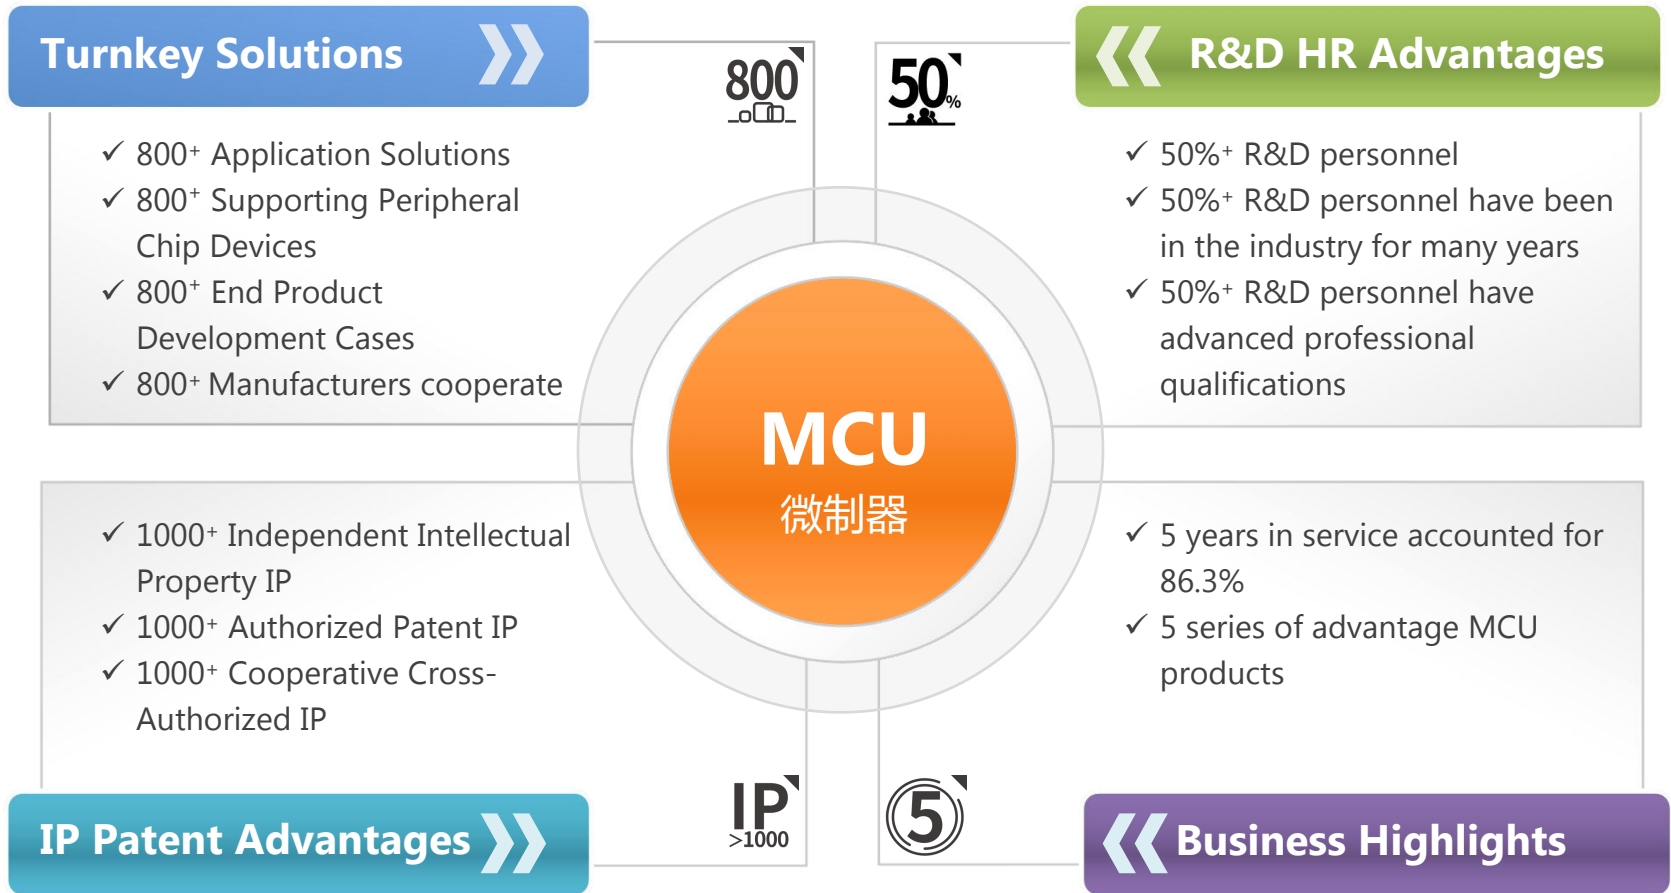 Turnkey Solutions
800
800+ Application Solutions
800+ Supporting Peripheral
Chip Devices
800+ End Product
Development Cases
800+ Manufacturers cooperate
50%
R&D HR Advantages
50%+ R&D personnel
50%+ R&D personnel have been
in the industry for many years
50%+ R&D personnel have
advanced professional
qualifications
MCU
微制器
1000+ Independent Intellectual
Property IP
1000+ Authorized Patent IP
1000+ Cooperative Cross-
Authorized IP
IP Patent Advantages
IP
>1000
5 years in service accounted for
86.3%
5 series of advantage MCU
products
5
Business Highlights